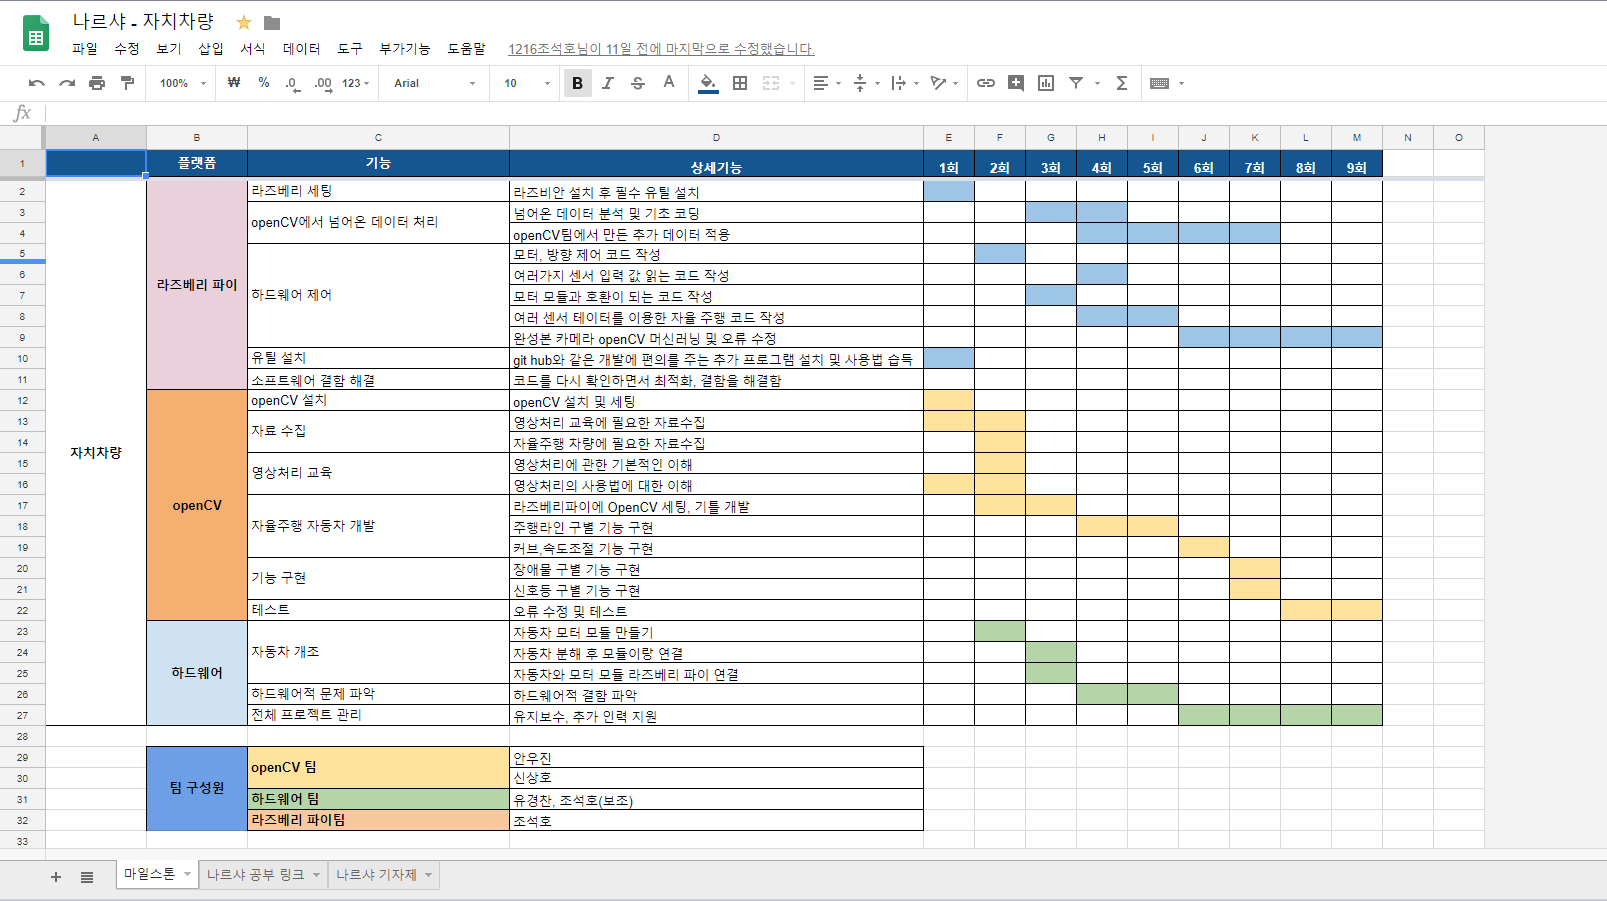 나르샤 - 자치차량
파일 수정 보기 삽입 서식 데이터 도구 부가기능 도움말 1216조석호님이 11일 전에 마지막으로 수정했습니다.
100% ₩ % .0 .00 123 Arial 10 B I S A Σ
fx
A B C D E F G H I J K L M N O
1 플랫폼 기능 상세기능 1회 2회 3회 4회 5회 6회 7회 8회 9회
2 라즈베리 세팅 라즈비안 설치 후 필수 유틸 설치
3 openCV에서 넘어온 데이터 처리 넘어온 데이터 분석 및 기초 코딩
4 openCV팀에서 만든 추가 데이터 적용
5 모터, 방향 제어 코드 작성
6 여러가지 센서 입력 값 읽는 코드 작성
라즈베리 파이
7 하드웨어 제어 모터 모듈과 호환이 되는 코드 작성
8 여러 센서 테이터를 이용한 자율 주행 코드 작성
9 완성본 카메라 openCV 머신러닝 및 오류 수정
10 유틸 설치 git hub와 같은 개발에 편의를 주는 추가 프로그램 설치 및 사용법 습득
11 소프트웨어 결함 해결 코드를 다시 확인하면서 최적화, 결함을 해결함
12 openCV 설치 openCV 설치 및 세팅
13 자료 수집 영상처리 교육에 필요한 자료수집
14 자율주행 차량에 필요한 자료수집
자치차량
15 영상처리 교육 영상처리에 관한 기본적인 이해
16 영상처리의 사용법에 대한 이해
17 openCV 라즈베리파이에 OpenCV 세팅, 기틀 개발
18 자율주행 자동차 개발 주행라인 구별 기능 구현
19 커브,속도조절 기능 구현
20 기능 구현 장애물 구별 기능 구현
21 신호등 구별 기능 구현
22 테스트 오류 수정 및 테스트
23 자동차 모터 모듈 만들기
24 자동차 개조 자동차 분해 후 모듈이랑 연결
25 하드웨어 자동차와 모터 모듈 라즈베리 파이 연결
26 하드웨어적 문제 파악 하드웨어적 결함 파악
27 전체 프로젝트 관리 유지보수, 추가 인력 지원
28
29 openCV 팀 안우진
30 팀 구성원 신상호
31 하드웨어 팀 유경찬, 조석호(보조)
32 라즈베리 파이팀 조석호
33
마일스톤 나르샤 공부 링크 나르샤 기자제